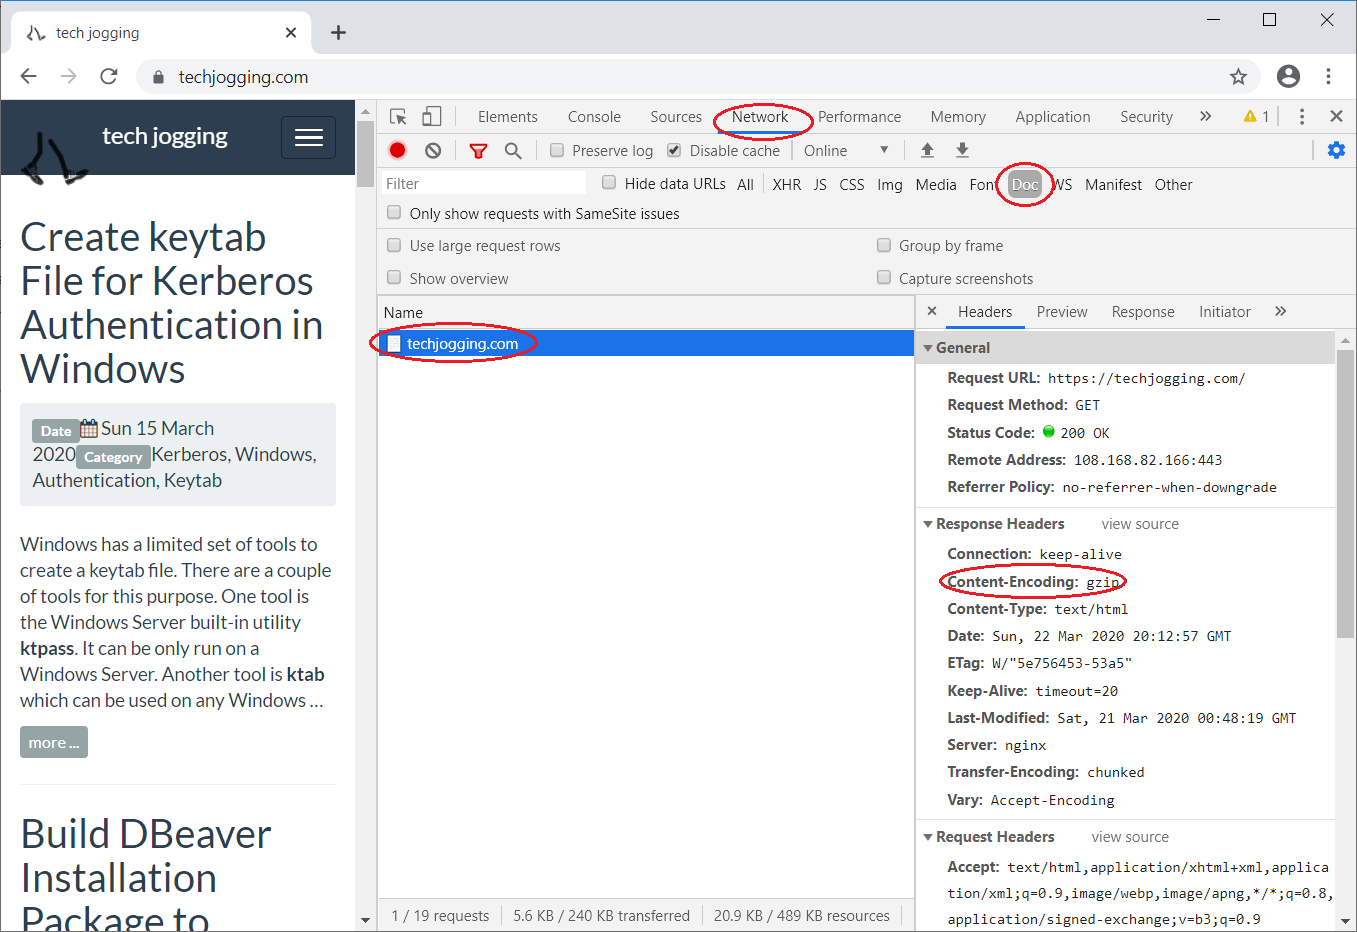 tech jogging
techjogging.com
tech jogging
Create keytab
File for Kerberos
Authentication in
Windows
Date Sun 15 March
2020 Category Kerberos, Windows,
Authentication, Keytab
Windows has a limited set of tools to
create a keytab file. There are a couple
of tools for this purpose. One tool is
the Windows Server built-in utility
ktpass. It can be only run on a
Windows Server. Another tool is ktab
which can be used on any Windows ...
more ...
Build DBeaver
Installation
Package to
Elements Console Sources Network Performance Memory Application Security » 1
Preserve log Disable cache Online
Filter Hide data URLs All XHR JS CSS Img Media Font Doc WS Manifest Other
Only show requests with SameSite issues
Use large request rows Group by frame
Show overview Capture screenshots
Name
techjogging.com
1 / 19 requests 5.6 KB / 240 KB transferred 20.9 KB / 489 KB resources
Headers Preview Response Initiator »
General
Request URL: https://techjogging.com/
Request Method: GET
Status Code: 200 OK
Remote Address: 108.168.82.166:443
Referrer Policy: no-referrer-when-downgrade
Response Headers view source
Connection: keep-alive
Content-Encoding: gzip
Content-Type: text/html
Date: Sun, 22 Mar 2020 20:12:57 GMT
ETag: W/"5e756453-53a5"
Keep-Alive: timeout=20
Last-Modified: Sat, 21 Mar 2020 00:48:19 GMT
Server: nginx
Transfer-Encoding: chunked
Vary: Accept-Encoding
Request Headers view source
Accept: text/html,application/xhtml+xml,applica
tion/xml;q=0.9,image/webp,image/apng,*/*;q=0.8,
application/signed-exchange;v=b3;q=0.9